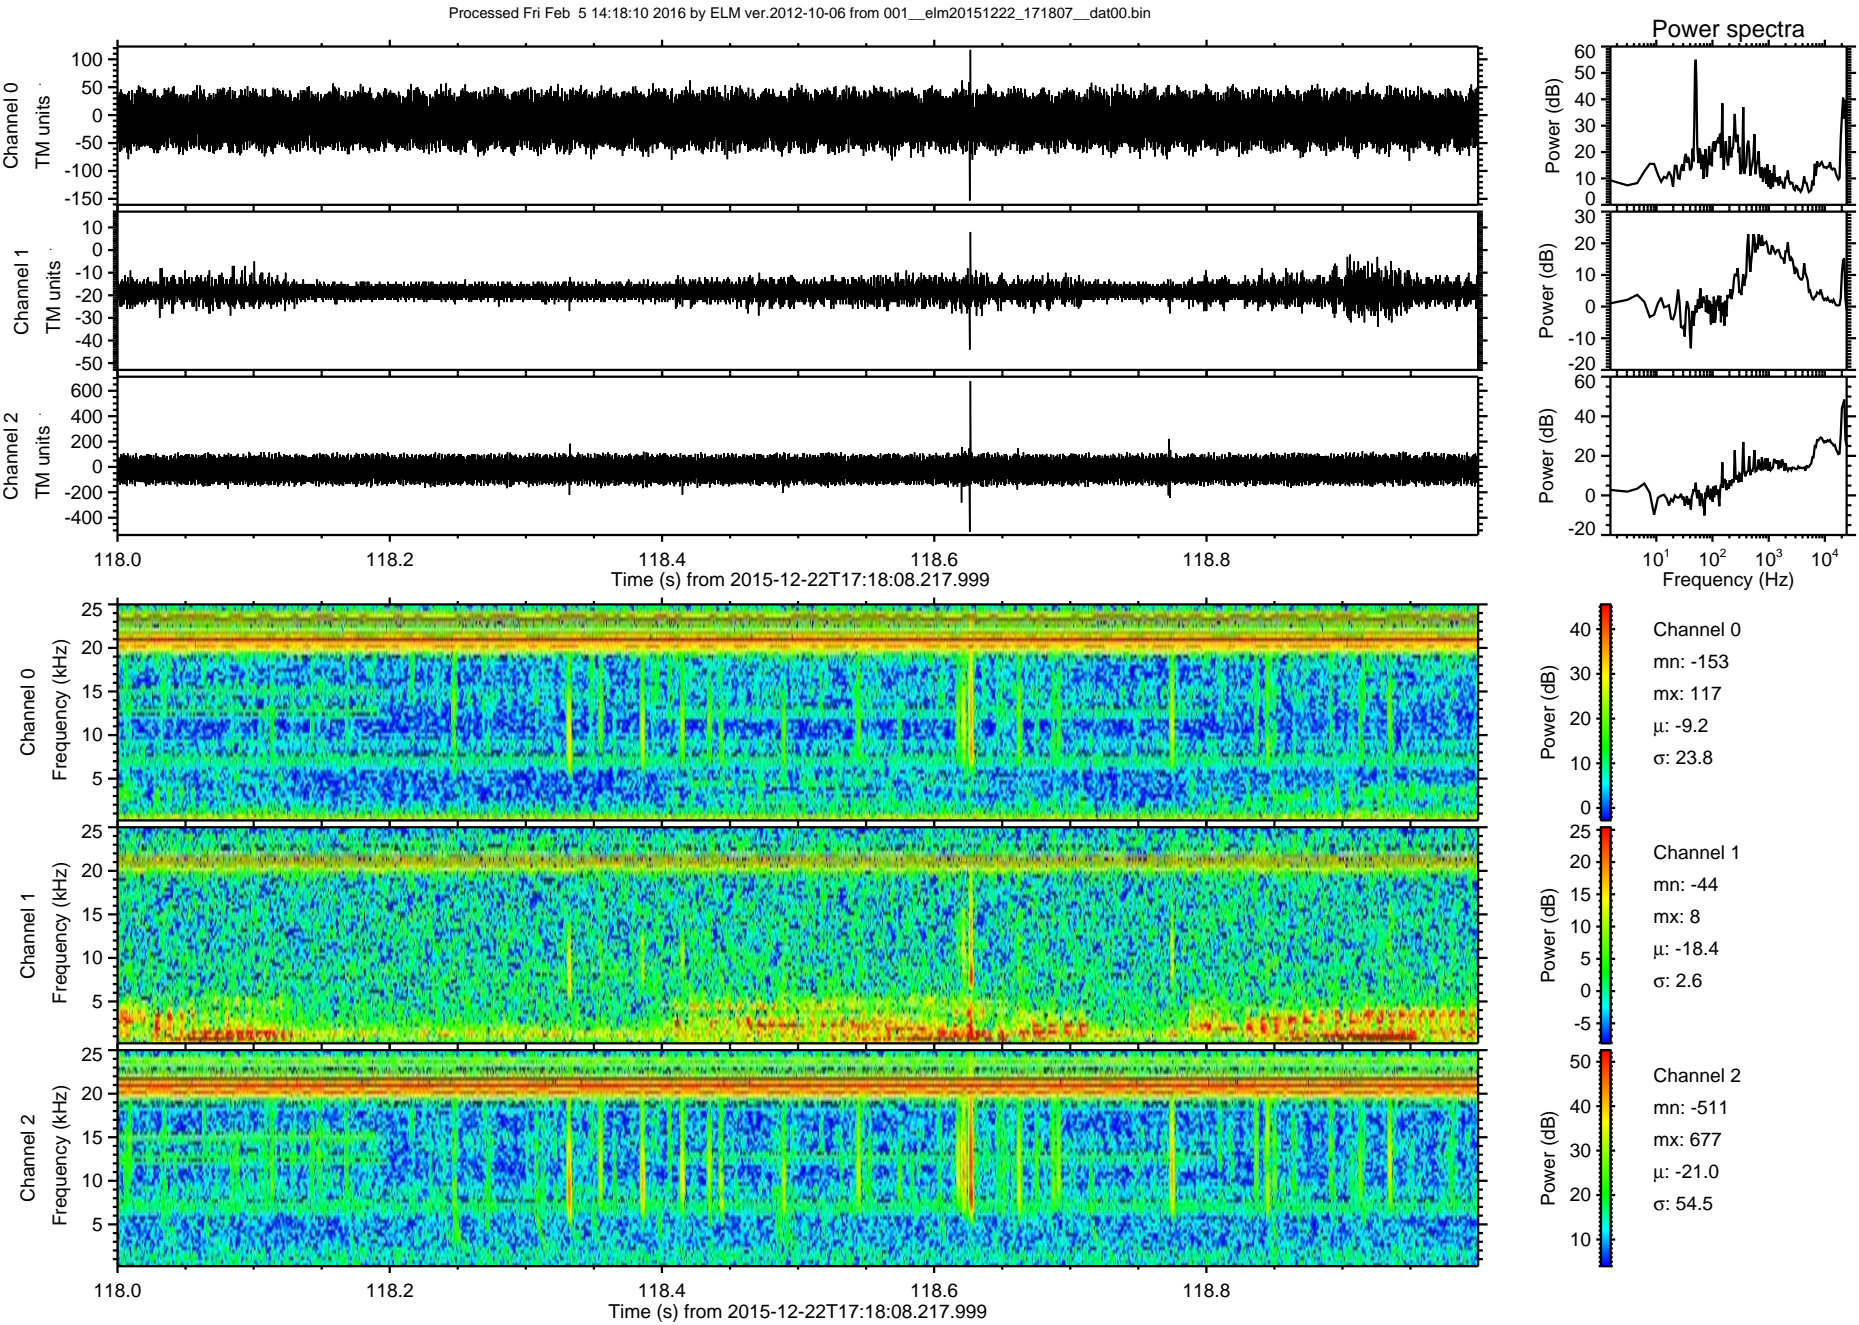 Processed Fri Feb  5 14:18:10 2016 by ELM ver.2012-10-06 from 001__elm20151222_171807__dat00.bin
Power spectra
Channel 0
TM units
100
50
0
-50
-100
-150
Power (dB)
60
50
40
30
20
10
0
Channel 1
TM units
10
0
-10
-20
-30
-40
-50
Power (dB)
30
20
10
0
-10
-20
Channel 2
TM units
600
400
200
0
-200
-400
Power (dB)
60
40
20
0
-20
118.0 118.2 118.4 118.6 118.8
Time (s) from 2015-12-22T17:18:08.217.999
10¹ 10² 10³ 10⁴
Frequency (Hz)
Channel 0
Frequency (kHz)
25
20
15
10
5
Power (dB)
40
30
20
10
0
Channel 0
mn: -153
mx: 117
µ: -9.2
σ: 23.8
Channel 1
Frequency (kHz)
25
20
15
10
5
Power (dB)
25
20
15
10
5
0
-5
Channel 1
mn: -44
mx: 8
µ: -18.4
σ: 2.6
Channel 2
Frequency (kHz)
25
20
15
10
5
Power (dB)
50
40
30
20
10
Channel 2
mn: -511
mx: 677
µ: -21.0
σ: 54.5
118.0 118.2 118.4 118.6 118.8
Time (s) from 2015-12-22T17:18:08.217.999